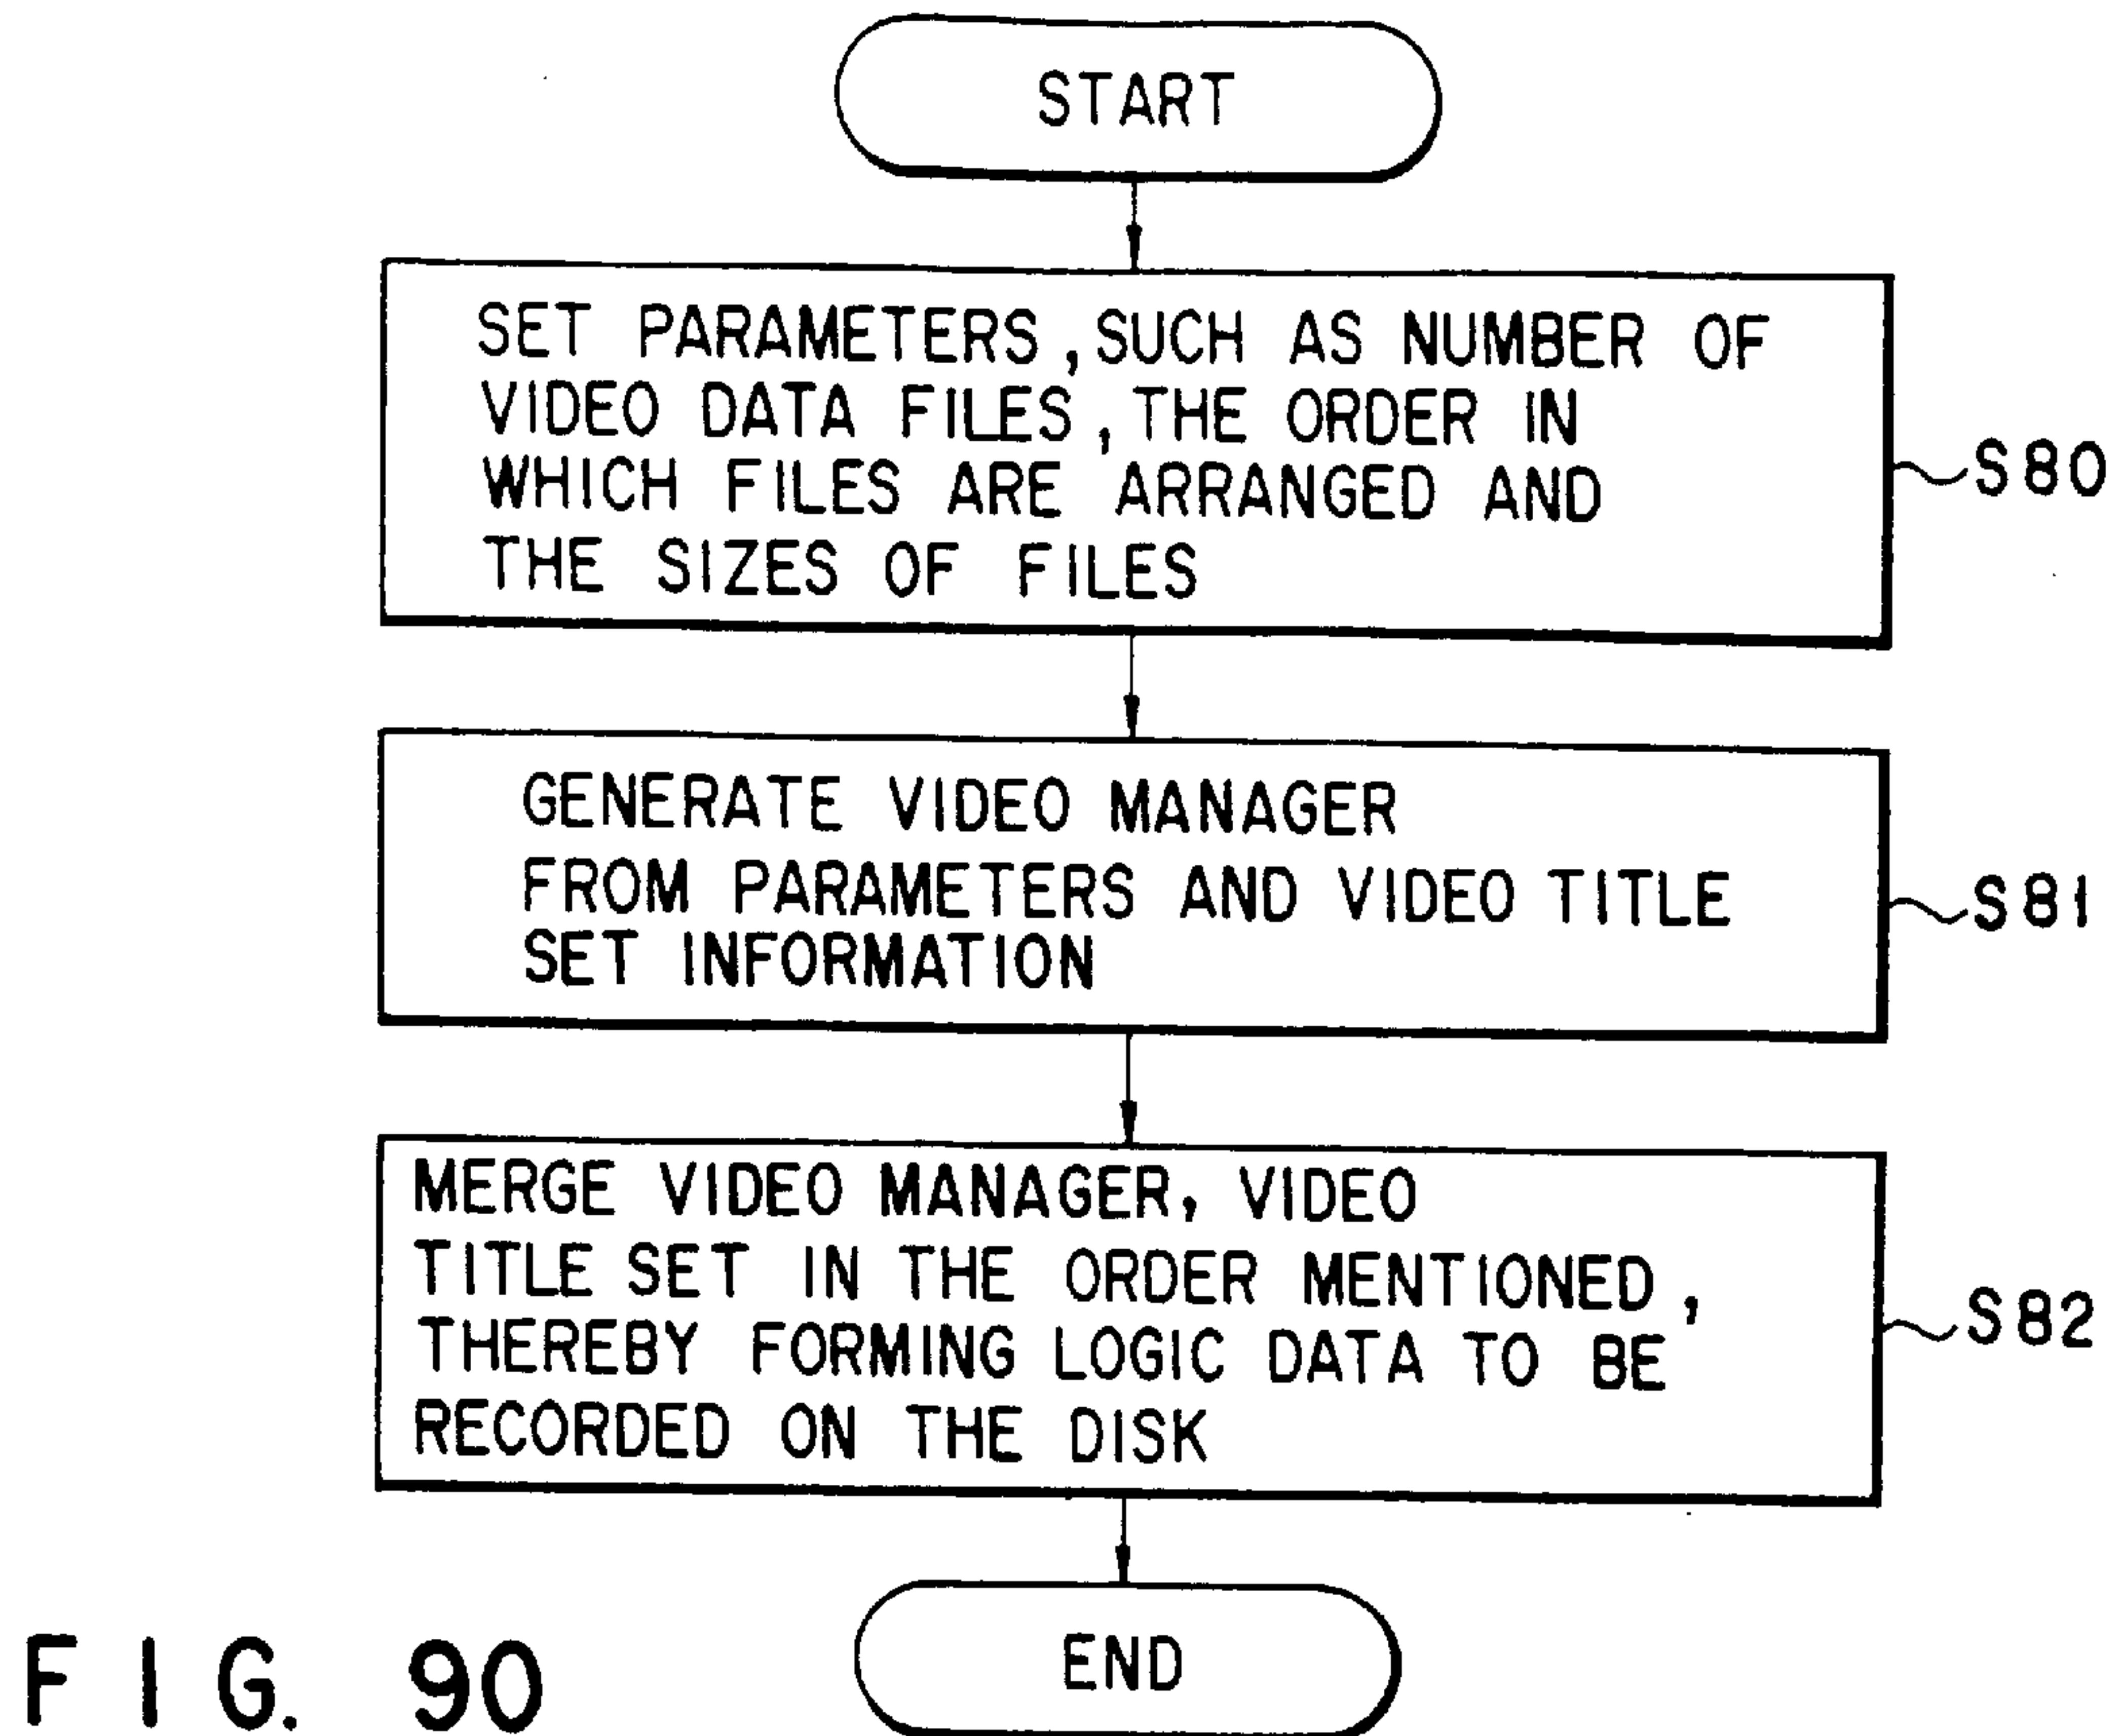 START
SET PARAMETERS, SUCH AS NUMBER OF
VIDEO DATA FILES, THE ORDER IN
WHICH FILES ARE ARRANGED AND
THE SIZES OF FILES
S80
GENERATE VIDEO MANAGER
FROM PARAMETERS AND VIDEO TITLE
SET INFORMATION
S81
MERGE VIDEO MANAGER, VIDEO
TITLE SET IN THE ORDER MENTIONED,
THEREBY FORMING LOGIC DATA TO BE
RECORDED ON THE DISK
S82
END
FIG. 90